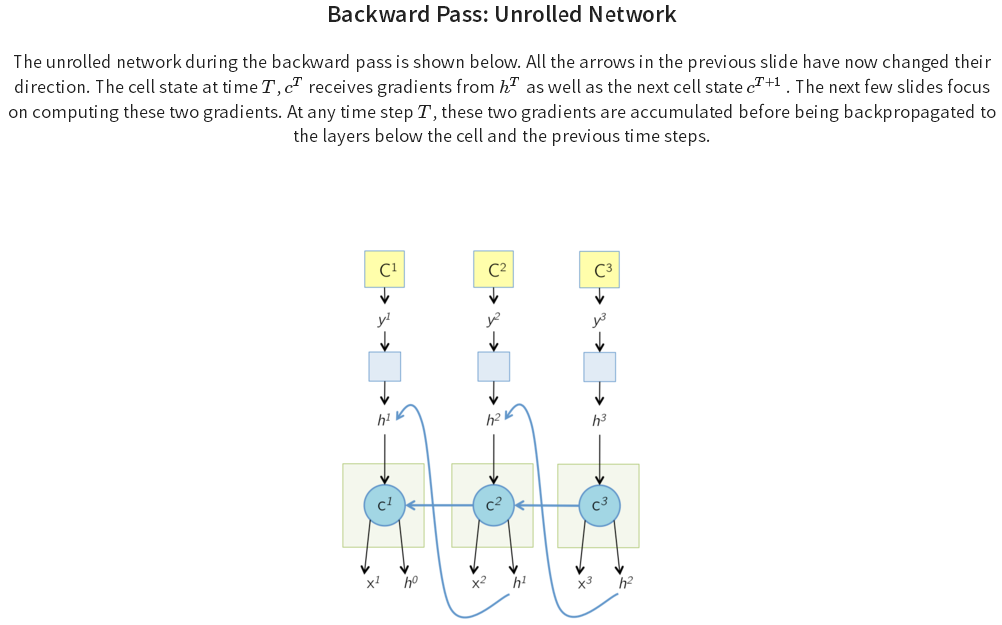 Backward Pass: Unrolled Network
The unrolled network during the backward pass is shown below. All the arrows in the previous slide have now changed their
direction. The cell state at time T, c^T receives gradients from h^T as well as the next cell state c^{T+1} . The next few slides focus
on computing these two gradients. At any time step T, these two gradients are accumulated before being backpropagated to
the layers below the cell and the previous time steps.
C¹ C² C³
y¹ y² y³
h¹ h² h³
c¹ c² c³
x¹ h⁰ x² h¹ x³ h²